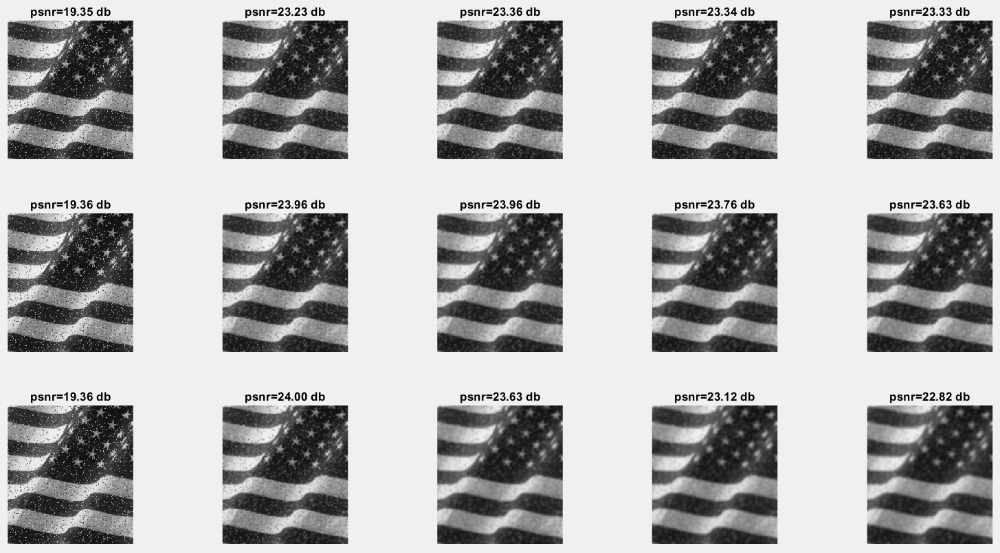 psnr=19.35 db
psnr=23.23 db
psnr=23.36 db
psnr=23.34 db
psnr=23.33 db
psnr=19.36 db
psnr=23.96 db
psnr=23.96 db
psnr=23.76 db
psnr=23.63 db
psnr=19.36 db
psnr=24.00 db
psnr=23.63 db
psnr=23.12 db
psnr=22.82 db